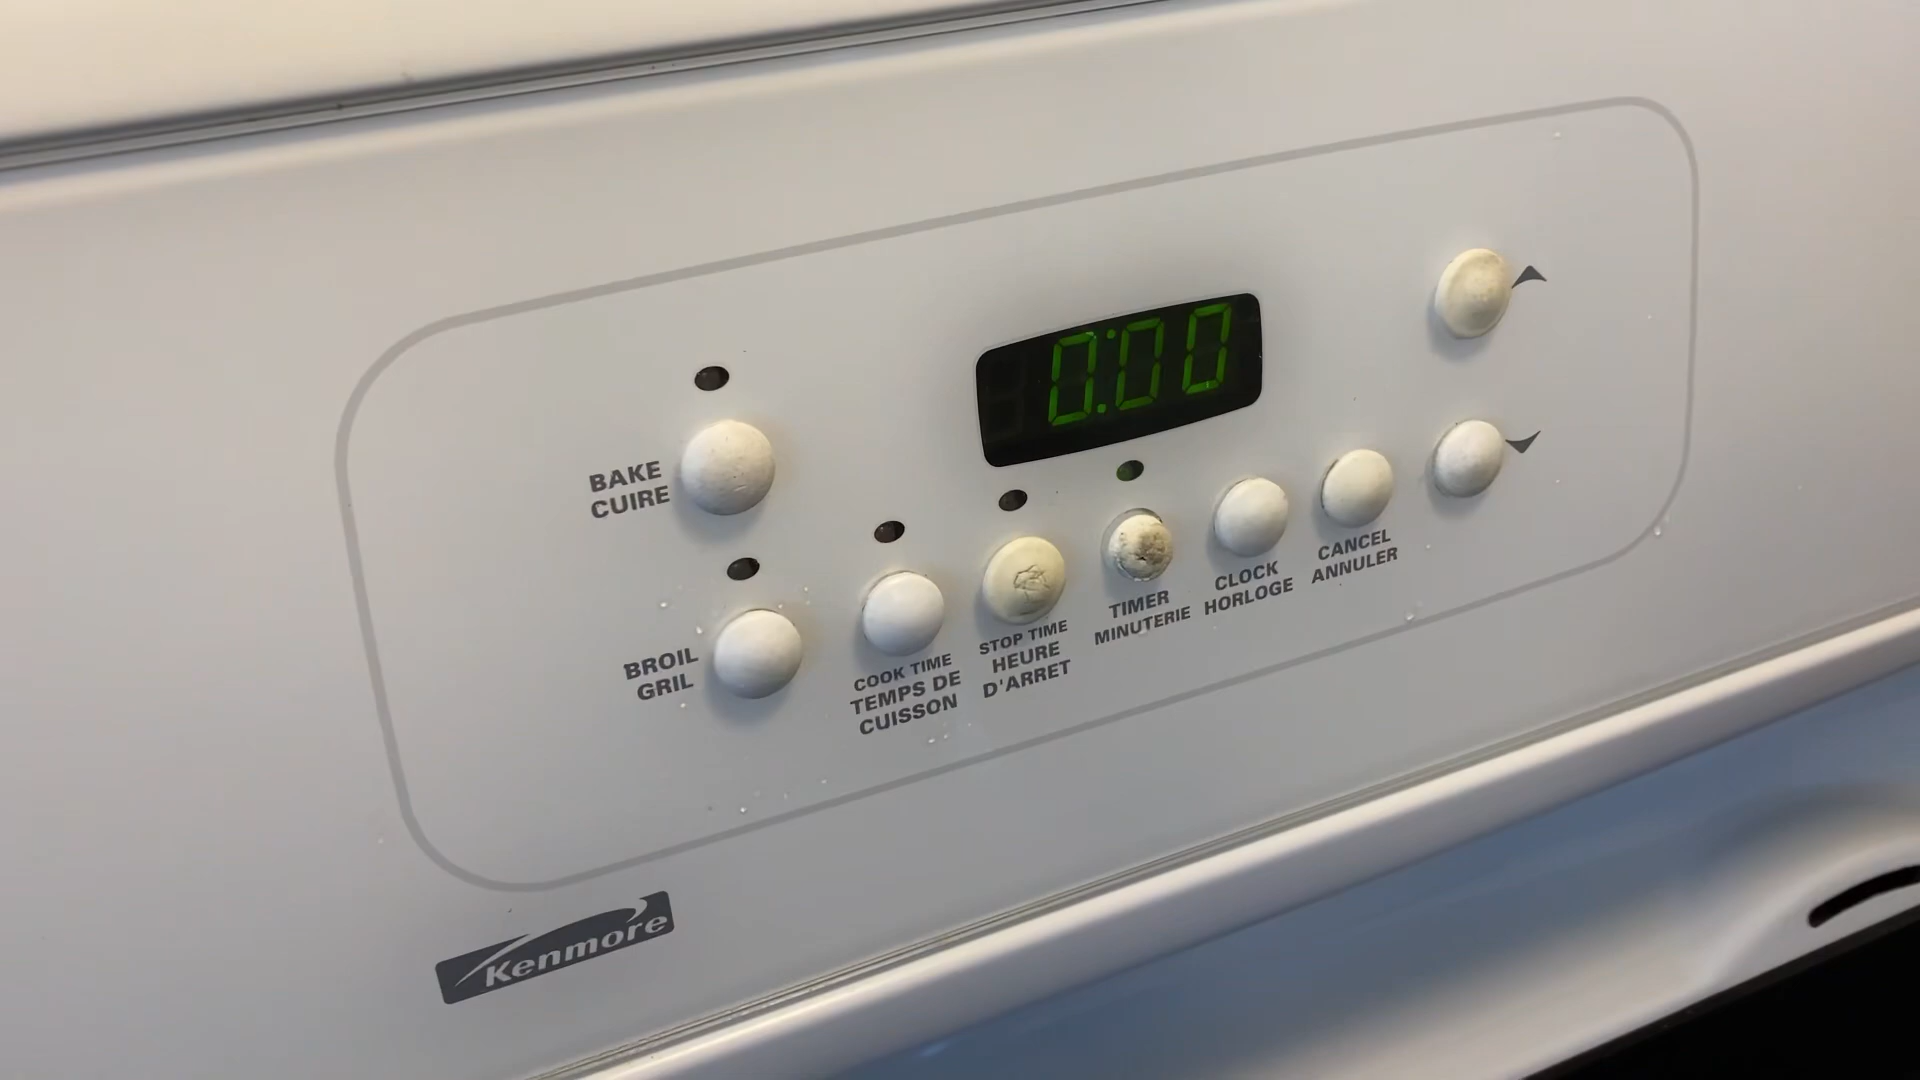 0:00
BAKE
CUIRE
BROIL
GRIL
COOK TIME
TEMPS DE
CUISSON
STOP TIME
HEURE
D'ARRET
TIMER
MINUTERIE
CLOCK
HORLOGE
CANCEL
ANNULER
Kenmore